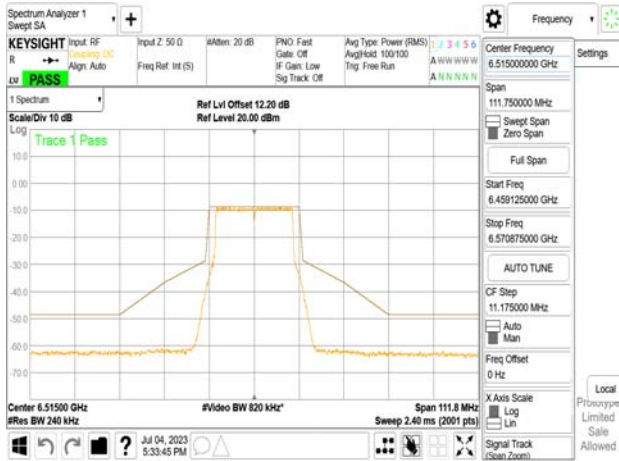 Spectrum Analyzer 1
Swept SA
+
Frequency
KEYSIGHT
Input: RF
Input Z: 50 Ω
#Atten: 20 dB
PNO: Fast
Avg Type: Power (RMS)
1 2 3 4 5 6
R
Coupling: DC
Gate: Off
Avg|Hold: 100/100
A W W W W W
Align: Auto
Freq Ref: Int (S)
IF Gain: Low
Trig: Free Run
Sig Track: Off
A N N N N N
LXI
PASS
1 Spectrum
Scale/Div 10 dB
Ref Lvl Offset 12.20 dB
Ref Level 20.00 dBm
Log
Trace 1 Pass
10.0
0.00
-10.0
-20.0
-30.0
-40.0
-50.0
-60.0
-70.0
Center 6.51500 GHz
#Video BW 820 kHz*
Span 111.8 MHz
#Res BW 240 kHz
Sweep 2.40 ms (2001 pts)
?
Jul 04, 2023
5:33:45 PM
Center Frequency
6.515000000 GHz
Settings
Span
111.750000 MHz
Swept Span
Zero Span
Full Span
Start Freq
6.459125000 GHz
Stop Freq
6.570875000 GHz
AUTO TUNE
CF Step
11.175000 MHz
Auto
Man
Freq Offset
0 Hz
X Axis Scale
Log
Lin
Signal Track
(Span Zoom)
Local
Prototype
Limited
Sale
Allowed